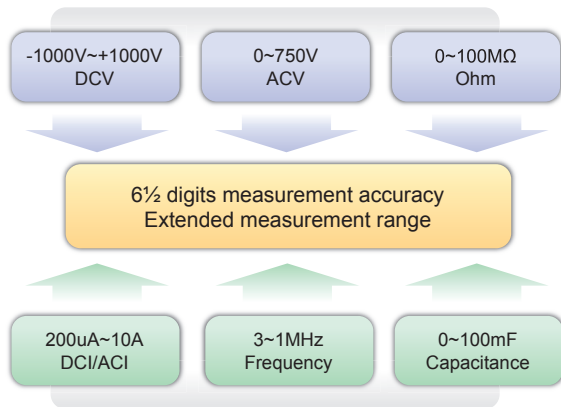 -1000V~+1000V
DCV
0~750V
ACV
0~100MΩ
Ohm
6½ digits measurement accuracy
Extended measurement range
200uA~10A
DCI/ACI
3~1MHz
Frequency
0~100mF
Capacitance